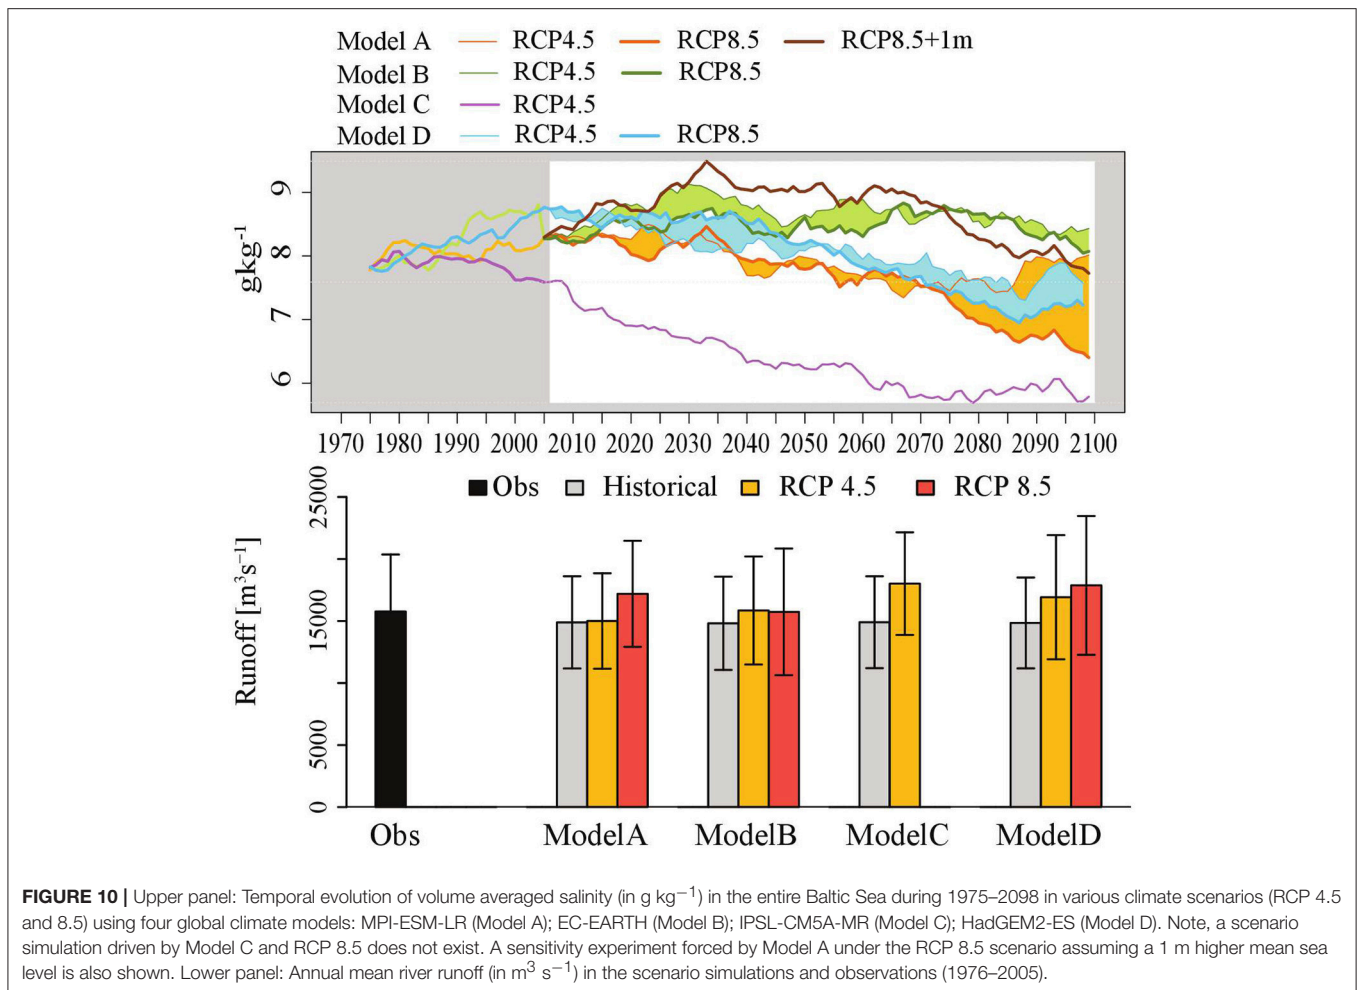 Model A RCP4.5 RCP8.5 RCP8.5+1m
Model B RCP4.5 RCP8.5
Model C RCP4.5
Model D RCP4.5 RCP8.5
gkg⁻¹
9
8
7
6
1970 1980 1990 2000 2010 2020 2030 2040 2050 2060 2070 2080 2090 2100
Obs Historical RCP 4.5 RCP 8.5
Runoff [m³s⁻¹]
25000
15000
5000
0
Obs ModelA ModelB ModelC ModelD
FIGURE 10 | Upper panel: Temporal evolution of volume averaged salinity (in g kg⁻¹) in the entire Baltic Sea during 1975–2098 in various climate scenarios (RCP 4.5
and 8.5) using four global climate models: MPI-ESM-LR (Model A); EC-EARTH (Model B); IPSL-CM5A-MR (Model C); HadGEM2-ES (Model D). Note, a scenario
simulation driven by Model C and RCP 8.5 does not exist. A sensitivity experiment forced by Model A under the RCP 8.5 scenario assuming a 1 m higher mean sea
level is also shown. Lower panel: Annual mean river runoff (in m³ s⁻¹) in the scenario simulations and observations (1976–2005).